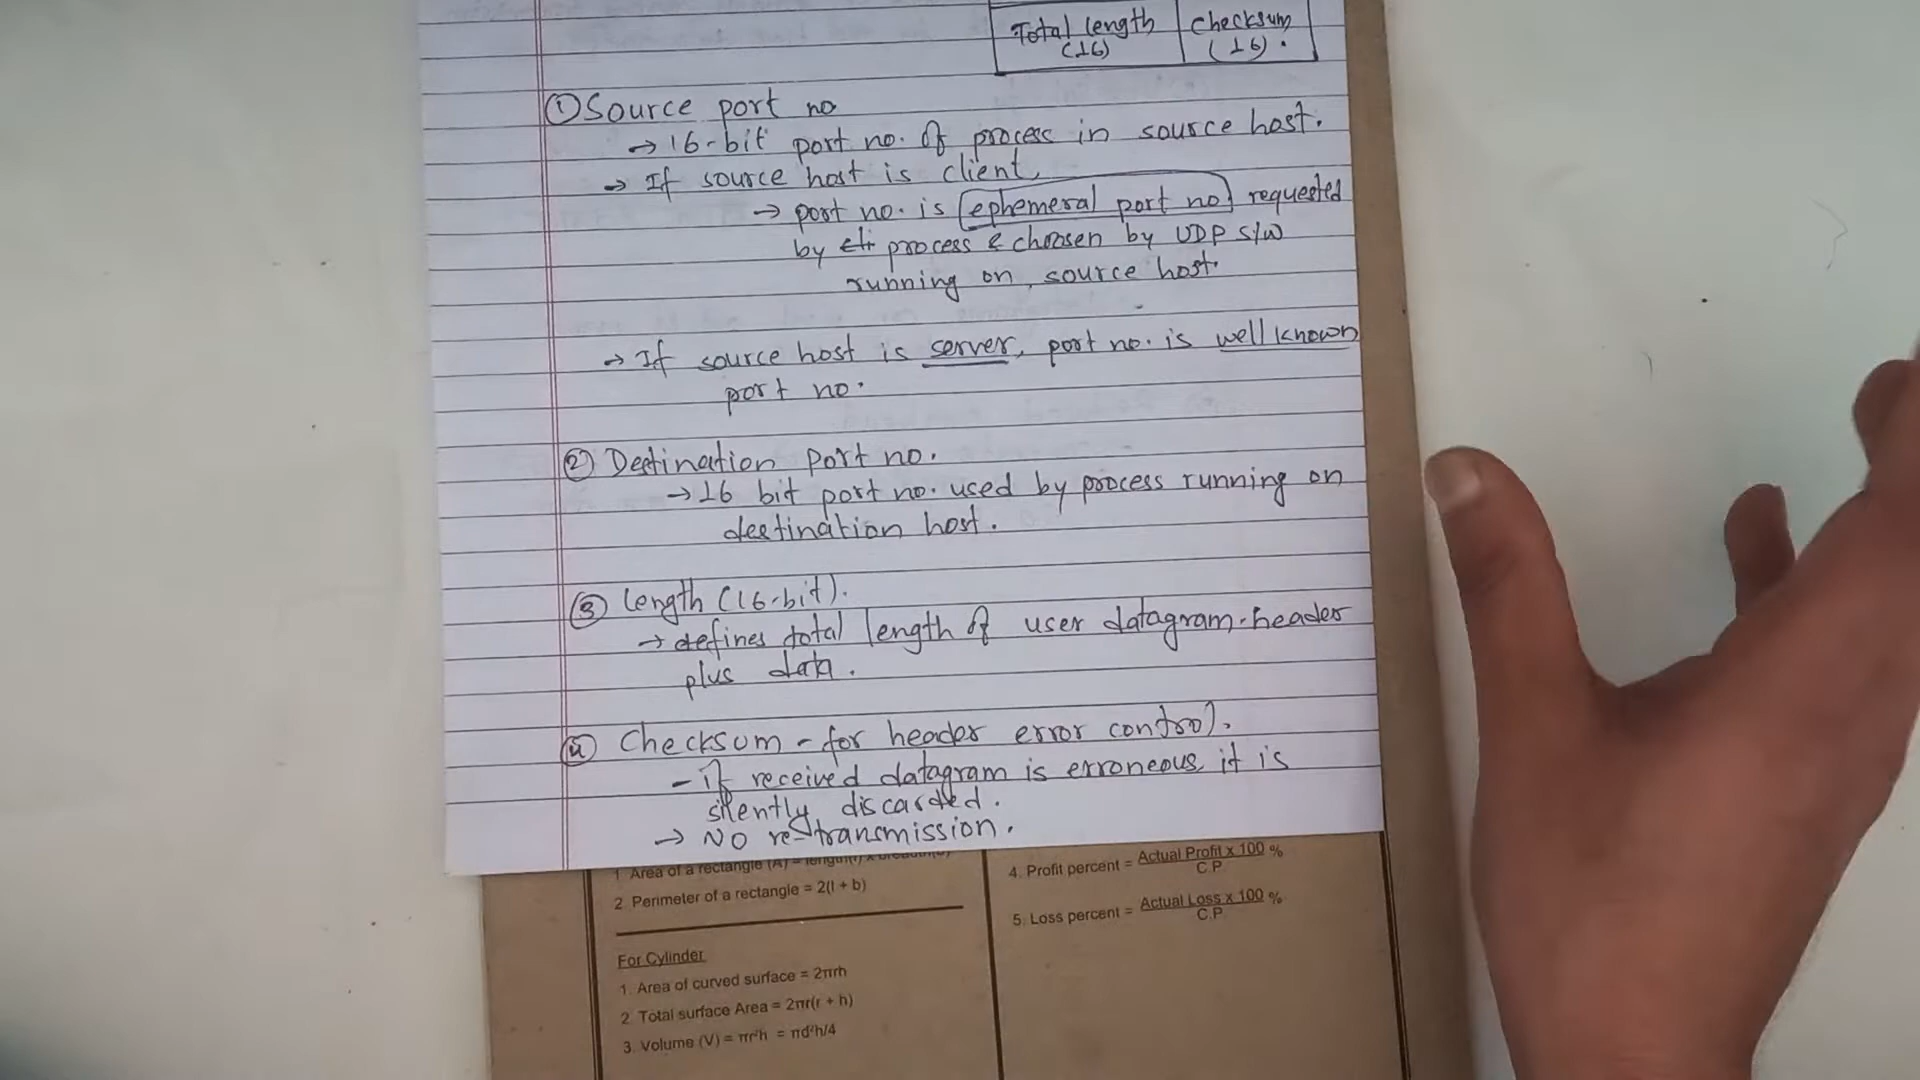 Total length
(16)
Checksum
(16).
① Source port no
→ 16-bit port no. of process in source host.
→ If source host is client,
→ port no. is ephemeral port no requested
by process & choosen by UDP s/w
running on source host.
→ If source host is server, port no. is well known
port no.
② Destination port no.
→ 16 bit port no. used by process running on
destination host.
③ Length (16-bit).
→ defines total length of user datagram.header
plus data.
④ Checksum - for header error control.
- if received datagram is erroneous, it is
silently discarded.
→ No re-transmission.
1 Area of a rectangle (A) = length(l) x breadth(b)
2. Perimeter of a rectangle = 2(l + b)
For Cylinder
1. Area of curved surface = 2πrh
2. Total surface Area = 2πr(r + h)
3. Volume (V) = πr²h = πd²h/4
4. Profit percent = Actual Profit x 100 %
C.P.
5. Loss percent = Actual Loss x 100 %
C.P.